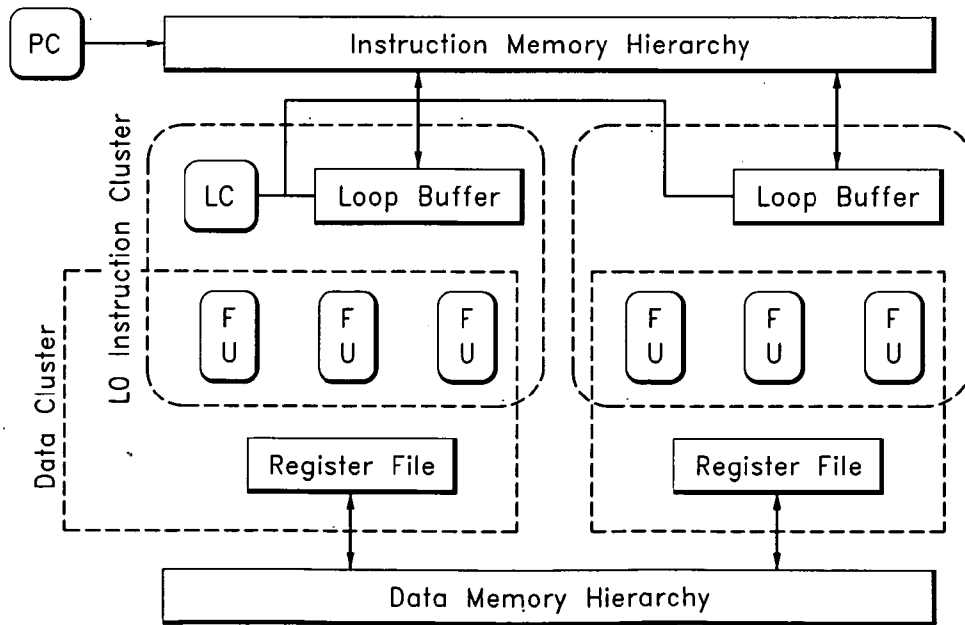 PC
Instruction Memory Hierarchy
L0 Instruction Cluster
LC
Loop Buffer
Loop Buffer
Data Cluster
F
U
F
U
F
U
F
U
F
U
F
U
Register File
Register File
Data Memory Hierarchy